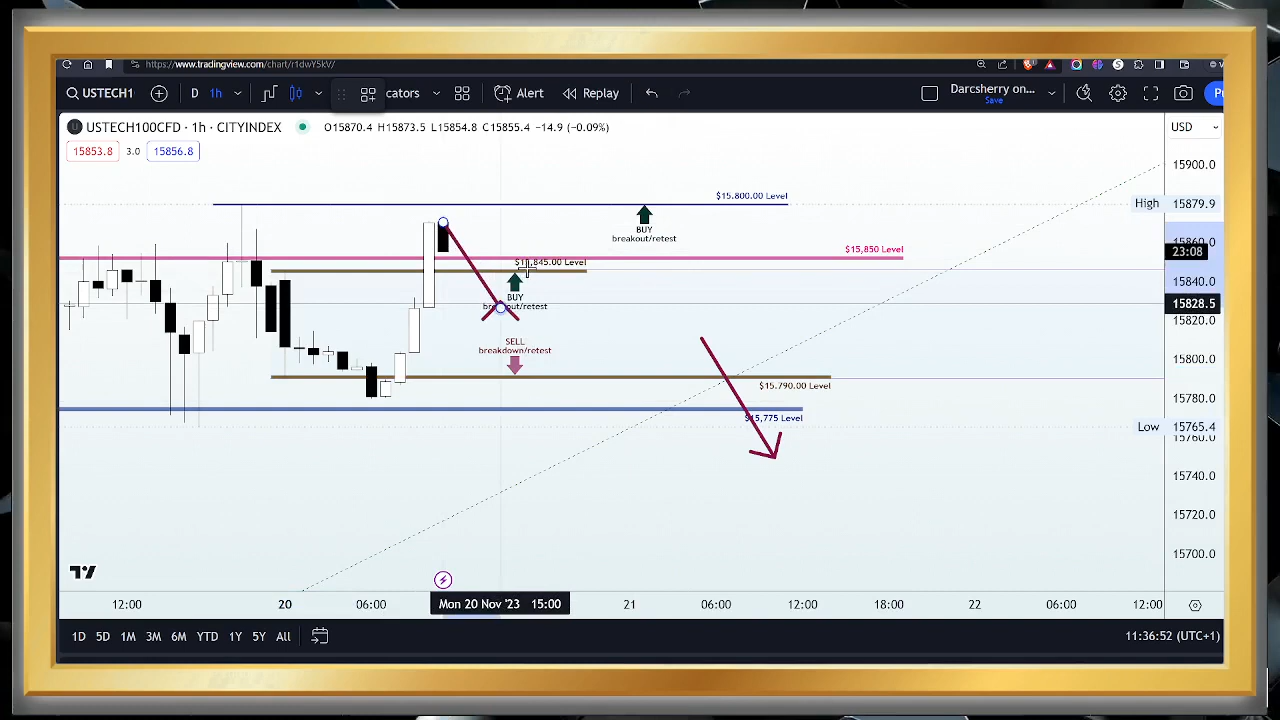 https://www.tradingview.com/chart/r1dwY5kV/
USTECH1 D 1h cators Alert Replay Darcsherry on... Save
USTECH100CFD · 1h · CITYINDEX O15870.4 H15873.5 L15854.8 C15855.4 −14.9 (−0.09%) USD
15853.8 3.0 15856.8
15900.0
$15.800.00 Level
High 15879.9
BUY
breakout/retest
15860.0
$15,850 Level
23:08
Level
15840.0
BUY
15828.5
15820.0
SELL
breakdown/retest
15800.0
$15.790.00 Level
15780.0
$15,775 Level
Low 15765.4
15760.0
15740.0
15720.0
15700.0
12:00 20 06:00 Mon 20 Nov '23 15:00 21 06:00 12:00 18:00 22 06:00 12:00
1D 5D 1M 3M 6M YTD 1Y 5Y All 11:36:52 (UTC+1)